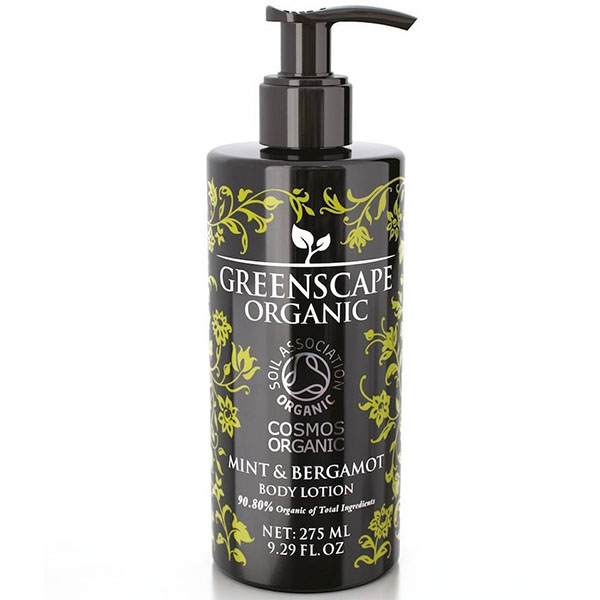 GREENSCAPE
ORGANIC
SOIL ASSOCIATION
ORGANIC
COSMOS
ORGANIC
MINT & BERGAMOT
BODY LOTION
90.80% Organic of Total Ingredients
NET: 275 ML
9.29 FL.OZ